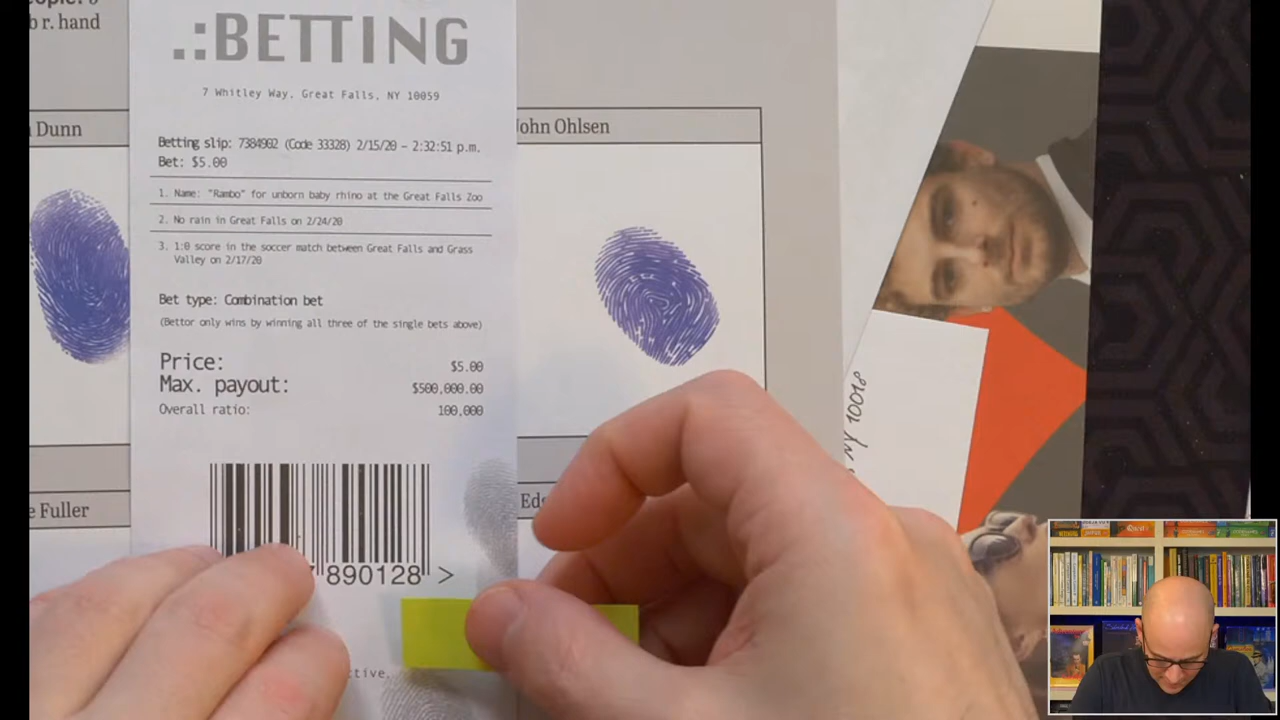 b r. hand
.:BETTING
7 Whitley Way, Great Falls, NY 10059
Dunn
John Ohlsen
Betting slip: 7384902 (Code 33328) 2/15/20 – 2:32:51 p.m.
Bet: $5.00
1. Name: "Rambo" for unborn baby rhino at the Great Falls Zoo
2. No rain in Great Falls on 2/24/20
3. 1:0 score in the soccer match between Great Falls and Grass
Valley on 2/17/20
Bet type: Combination bet
(Bettor only wins by winning all three of the single bets above)
Price: $5.00
Max. payout: $500,000.00
Overall ratio: 100,000
NY 10018
e Fuller
Ed
890128 >
ctive.